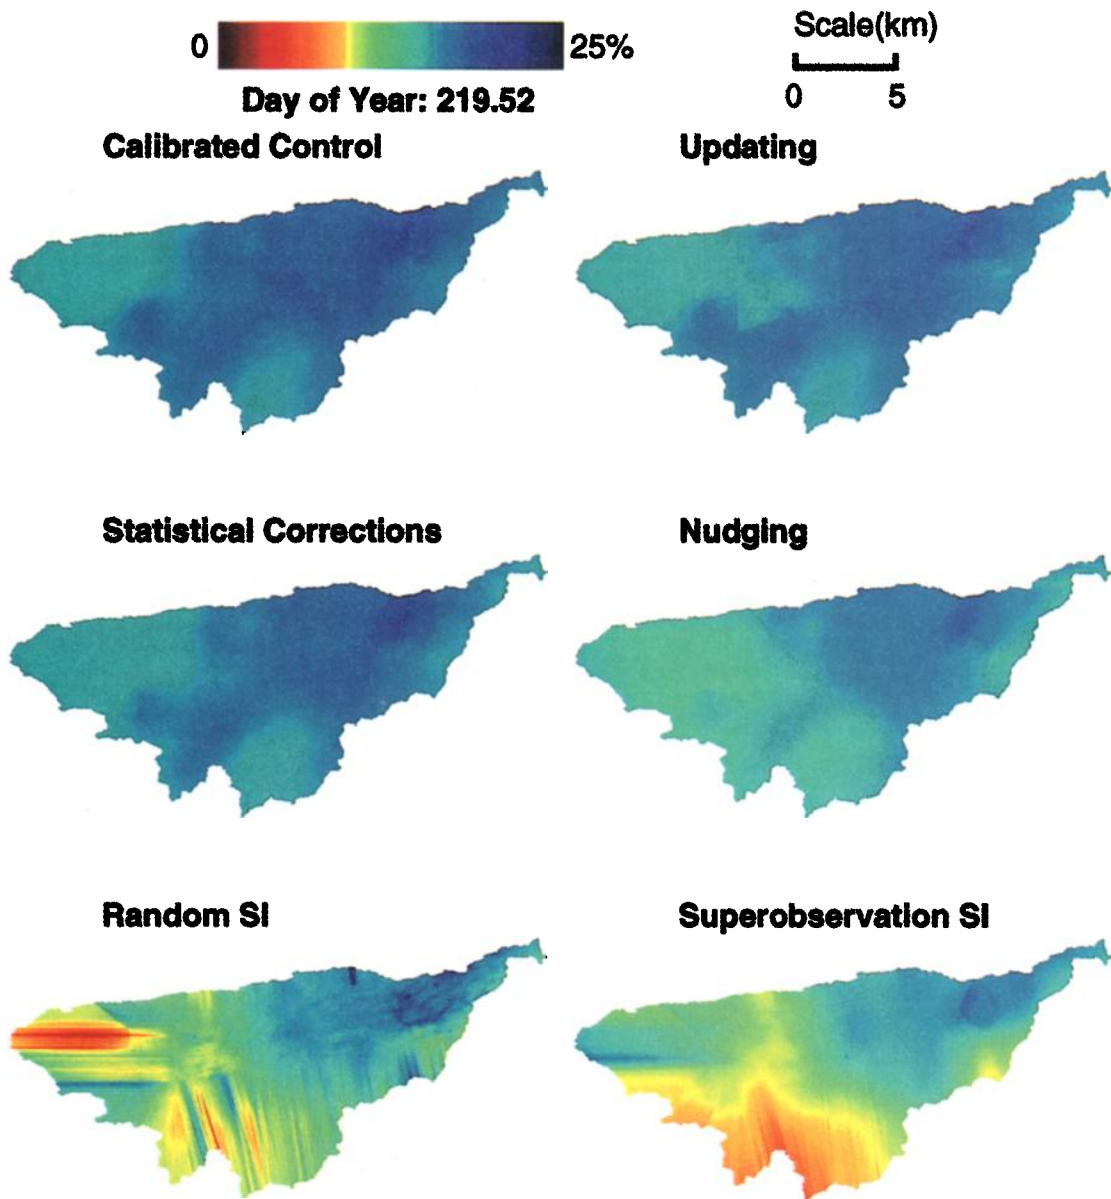 0 25%
Scale(km)
0 5
Day of Year: 219.52
Calibrated Control
Updating
Statistical Corrections
Nudging
Random SI
Superobservation SI